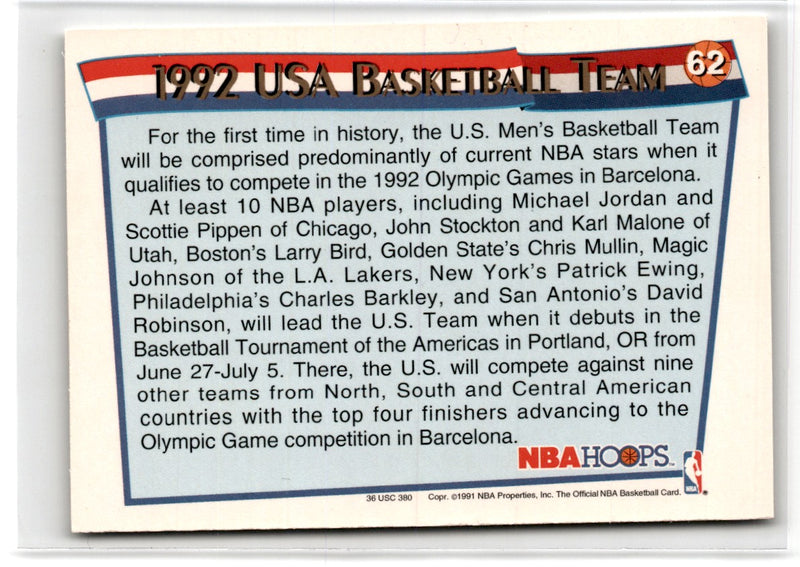 1992 USA BASKETBALL TEAM 62
For the first time in history, the U.S. Men's Basketball Team
will be comprised predominantly of current NBA stars when it
qualifies to compete in the 1992 Olympic Games in Barcelona.
At least 10 NBA players, including Michael Jordan and
Scottie Pippen of Chicago, John Stockton and Karl Malone of
Utah, Boston's Larry Bird, Golden State's Chris Mullin, Magic
Johnson of the L.A. Lakers, New York's Patrick Ewing,
Philadelphia's Charles Barkley, and San Antonio's David
Robinson, will lead the U.S. Team when it debuts in the
Basketball Tournament of the Americas in Portland, OR from
June 27-July 5. There, the U.S. will compete against nine
other teams from North, South and Central American
countries with the top four finishers advancing to the
Olympic Game competition in Barcelona.
NBA HOOPS™
NBA ®
36 USC 380 Copr. ©1991 NBA Properties, Inc. The Official NBA Basketball Card.